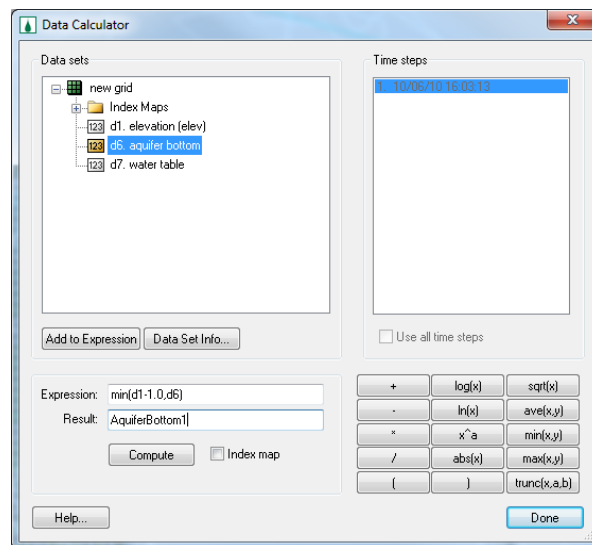 Data Calculator
Data sets
new grid
Index Maps
123 d1. elevation (elev)
123 d6. aquifer bottom
123 d7. water table
Add to Expression Data Set Info...
Time steps
1. 10/06/10 16:03:13
Use all time steps
Expression: min(d1-1.0,d6)
Result: AquiferBottom1
Compute Index map
+ log(x) sqrt(x)
- ln(x) ave(x,y)
* x^a min(x,y)
/ abs(x) max(x,y)
( ) trunc(x,a,b)
Help... Done